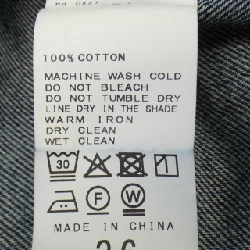 100% COTTON
MACHINE WASH COLD
DO NOT BLEACH
DO NOT TUMBLE DRY
LINE DRY IN THE SHADE
WARM IRON
DRY CLEAN
WET CLEAN
30
F
W
MADE IN CHINA